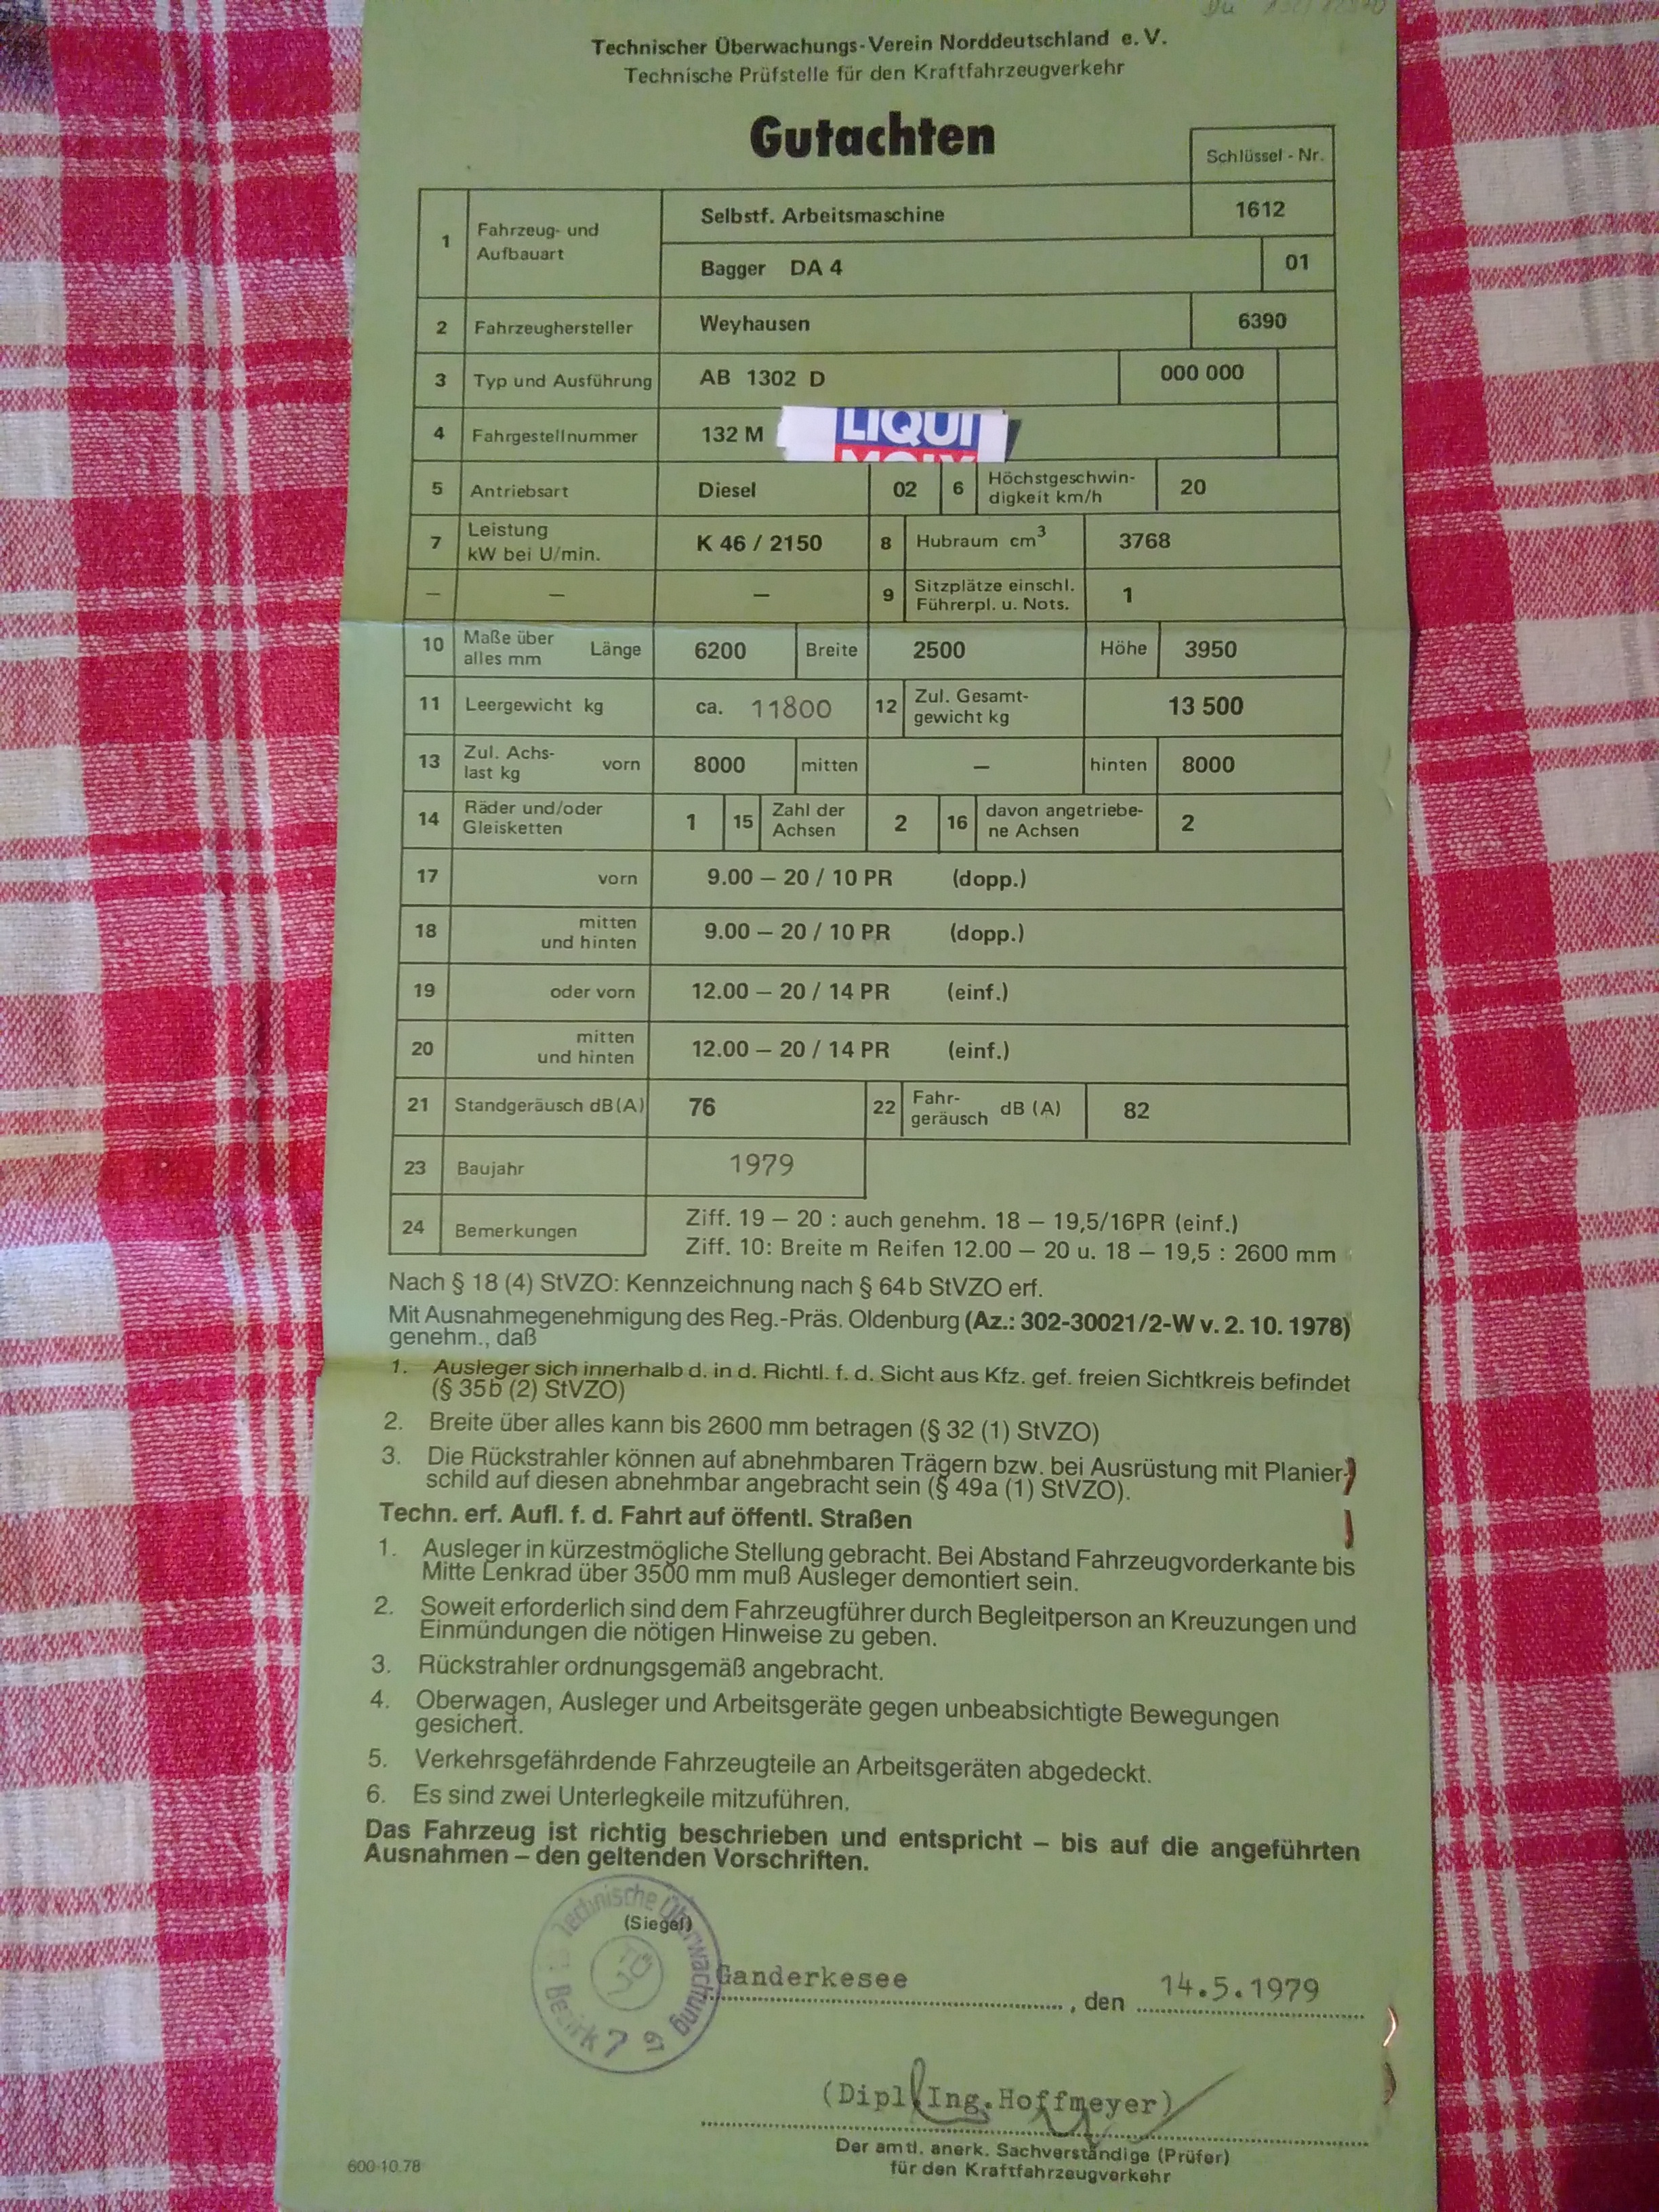 Technischer Überwachungs-Verein Norddeutschland e. V.
Technische Prüfstelle für den Kraftfahrzeugverkehr
Gutachten
Schlüssel - Nr.
1 Fahrzeug- und Aufbauart Selbstf. Arbeitsmaschine 1612
Bagger DA 4 01
2 Fahrzeughersteller Weyhausen 6390
3 Typ und Ausführung AB 1302 D 000 000
4 Fahrgestellnummer 132 M LIQUI
MOLY
5 Antriebsart Diesel 02 6 Höchstgeschwin-
digkeit km/h 20
7 Leistung
kW bei U/min. K 46 / 2150 8 Hubraum cm3 3768
– – – 9 Sitzplätze einschl.
Führerpl. u. Nots. 1
10 Maße über
alles mm Länge 6200 Breite 2500 Höhe 3950
11 Leergewicht kg ca. 11800 12 Zul. Gesamt-
gewicht kg 13 500
13 Zul. Achs-
last kg vorn 8000 mitten – hinten 8000
14 Räder und/oder
Gleisketten 1 15 Zahl der
Achsen 2 16 davon angetriebe-
ne Achsen 2
17 vorn 9.00 – 20 / 10 PR (dopp.)
18 mitten
und hinten 9.00 – 20 / 10 PR (dopp.)
19 oder vorn 12.00 – 20 / 14 PR (einf.)
20 mitten
und hinten 12.00 – 20 / 14 PR (einf.)
21 Standgeräusch dB(A) 76 22 Fahr-
geräusch dB (A) 82
23 Baujahr 1979
24 Bemerkungen Ziff. 19 – 20 : auch genehm. 18 – 19,5/16PR (einf.)
Ziff. 10: Breite m Reifen 12.00 – 20 u. 18 – 19,5 : 2600 mm
Nach § 18 (4) StVZO: Kennzeichnung nach § 64b StVZO erf.
Mit Ausnahmegenehmigung des Reg.-Präs. Oldenburg (Az.: 302-30021/2-W v. 2. 10. 1978)
genehm., daß
1. Ausleger sich innerhalb d. in d. Richtl. f. d. Sicht aus Kfz. gef. freien Sichtkreis befindet
(§ 35b (2) StVZO)
2. Breite über alles kann bis 2600 mm betragen (§ 32 (1) StVZO)
3. Die Rückstrahler können auf abnehmbaren Trägern bzw. bei Ausrüstung mit Planier-
schild auf diesen abnehmbar angebracht sein (§ 49a (1) StVZO).
Techn. erf. Aufl. f. d. Fahrt auf öffentl. Straßen
1. Ausleger in kürzestmögliche Stellung gebracht. Bei Abstand Fahrzeugvorderkante bis
Mitte Lenkrad über 3500 mm muß Ausleger demontiert sein.
2. Soweit erforderlich sind dem Fahrzeugführer durch Begleitperson an Kreuzungen und
Einmündungen die nötigen Hinweise zu geben.
3. Rückstrahler ordnungsgemäß angebracht.
4. Oberwagen, Ausleger und Arbeitsgeräte gegen unbeabsichtigte Bewegungen
gesichert.
5. Verkehrsgefährdende Fahrzeugteile an Arbeitsgeräten abgedeckt.
6. Es sind zwei Unterlegkeile mitzuführen.
Das Fahrzeug ist richtig beschrieben und entspricht – bis auf die angeführten
Ausnahmen – den geltenden Vorschriften.
Technische Überwachung
(Siegel)
Bezirk 7
Ganderkesee , den 14.5.1979
(Dipl.Ing.Hoffmeyer)
Der amtl. anerk. Sachverständige (Prüfer)
für den Kraftfahrzeugverkehr
600-10.78